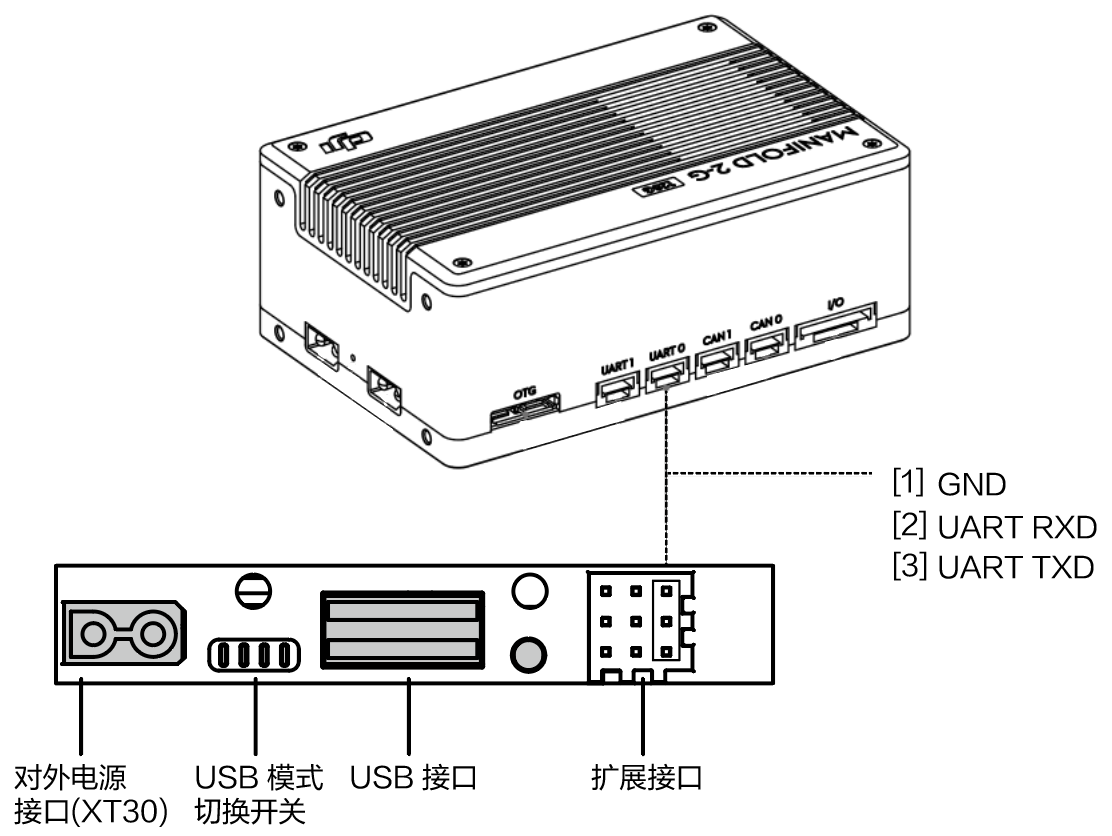 dji
MANIFOLD 2-G
128G
I/O
CAN 0
CAN 1
UART 0
UART 1
OTG
[1] GND
[2] UART RXD
[3] UART TXD
对外电源
接口(XT30)
USB 模式
切换开关
USB 接口
扩展接口